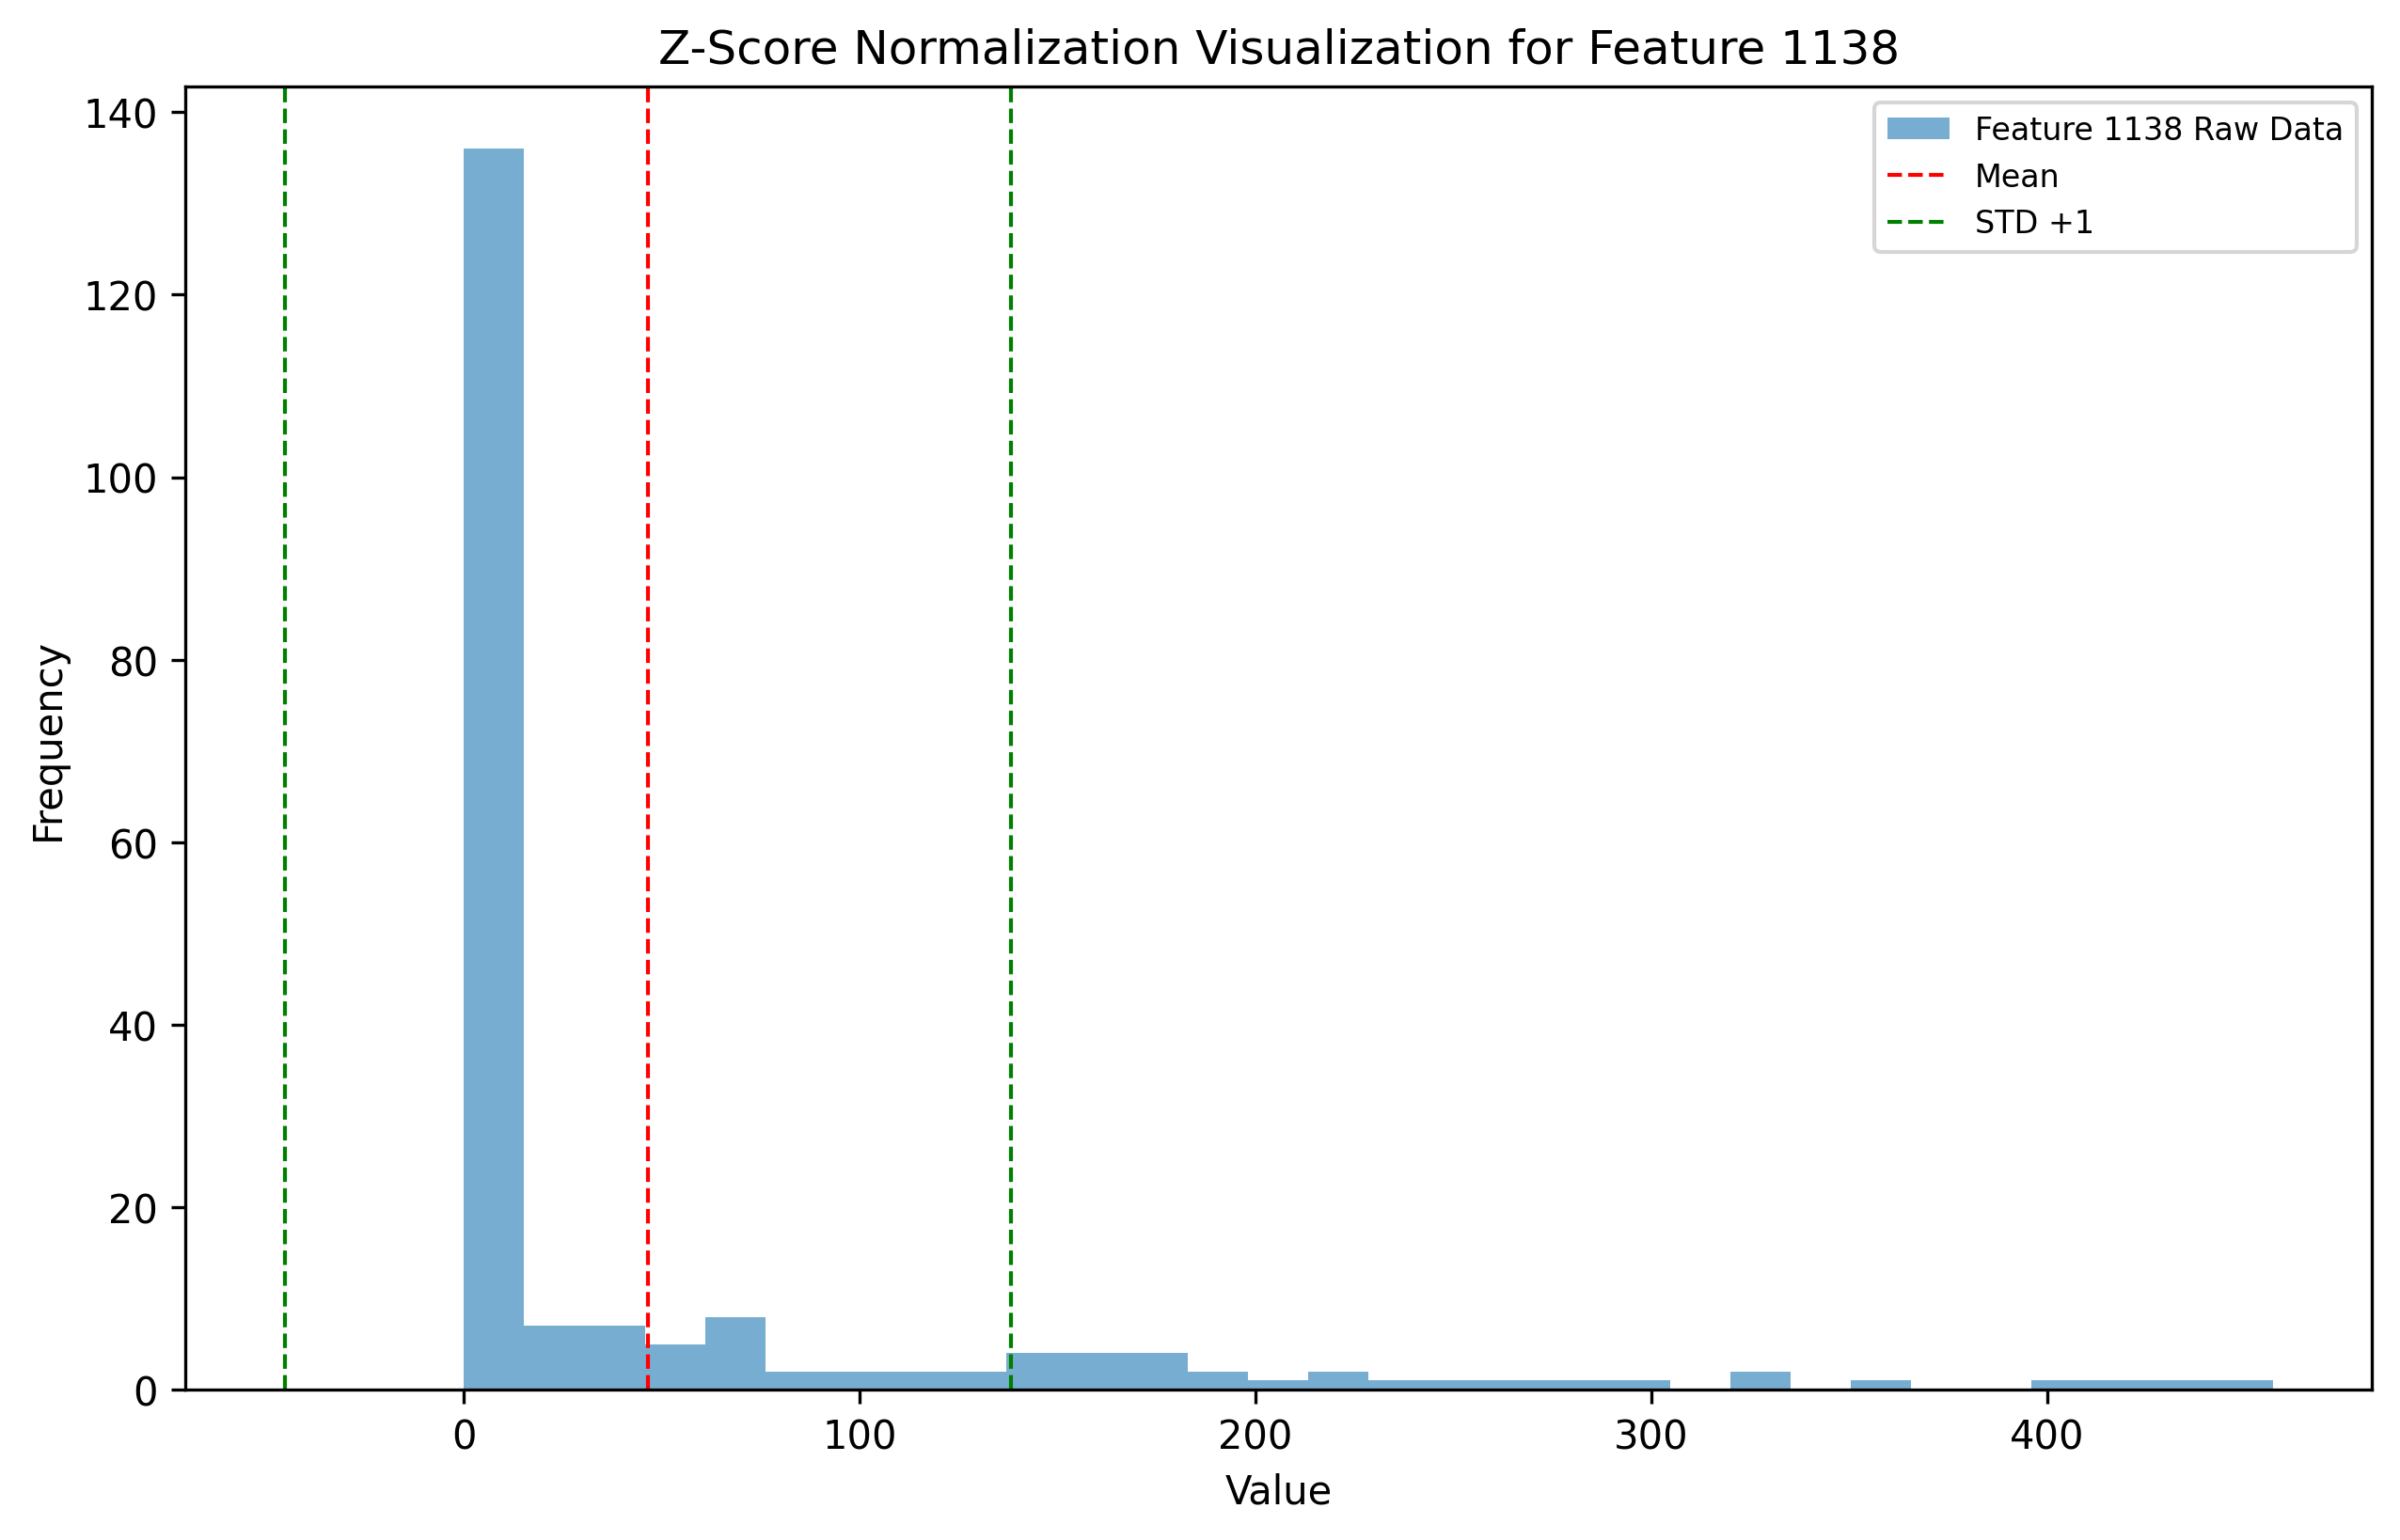 Z-Score Normalization Visualization for Feature 1138
Feature 1138 Raw Data
Mean
STD +1
140
120
100
80
60
40
20
0
Frequency
0 100 200 300 400
Value